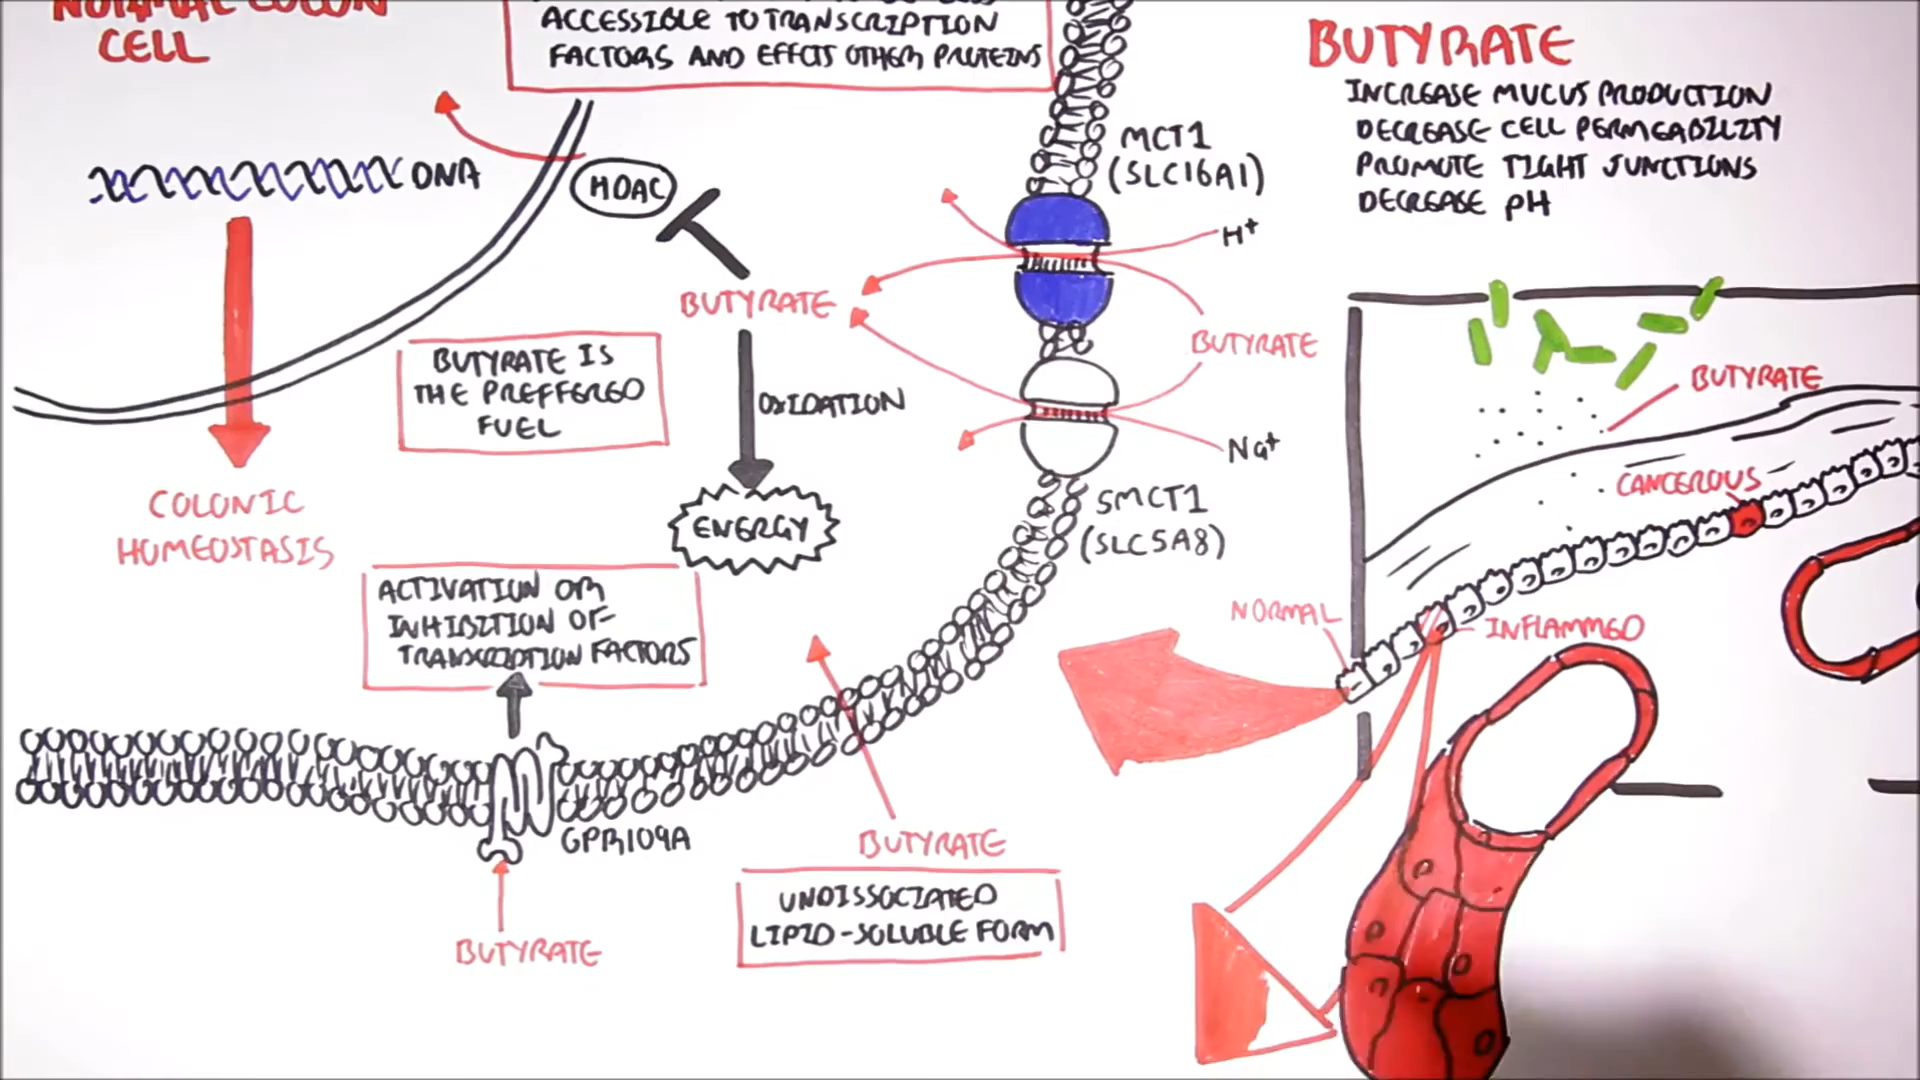 NORMAL COLON
CELL
ACCESSIBLE TO TRANSCRIPTION
FACTORS AND EFFECTS OTHER PROTEINS
DNA
HDAC
BUTYRATE
BUTYRATE IS
THE PREFFERED
FUEL
OXIDATION
ENERGY
COLONIC
HOMEOSTASIS
ACTIVATION OR
INHIBITION OF
TRANSCRIPTION FACTORS
GPR109A
BUTYRATE
BUTYRATE
UNDISSOCIATED
LIPID-SOLUBLE FORM
MCT1
(SLC16A1)
H+
BUTYRATE
Na+
SMCT1
(SLC5A8)
BUTYRATE
INCREASE MUCUS PRODUCTION
DECREASE CELL PERMEABILITY
PROMOTE TIGHT JUNCTIONS
DECREASE pH
BUTYRATE
CANCEROUS
NORMAL
INFLAMMED